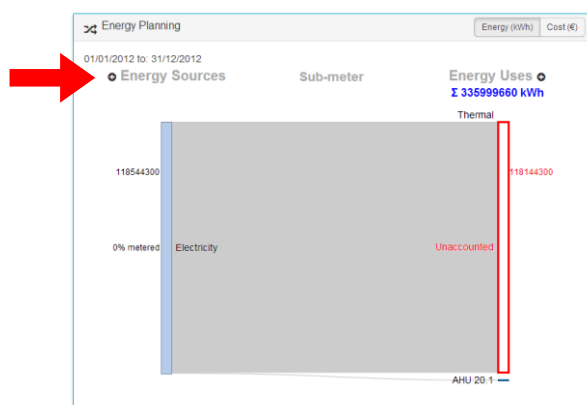 Energy Planning
Energy (kWh) Cost (€)
01/01/2012 to: 31/12/2012
Energy Sources Sub-meter Energy Uses
Σ 335999660 kWh
Thermal
118544300 118144300
0% metered Electricity Unaccounted
AHU 20.1